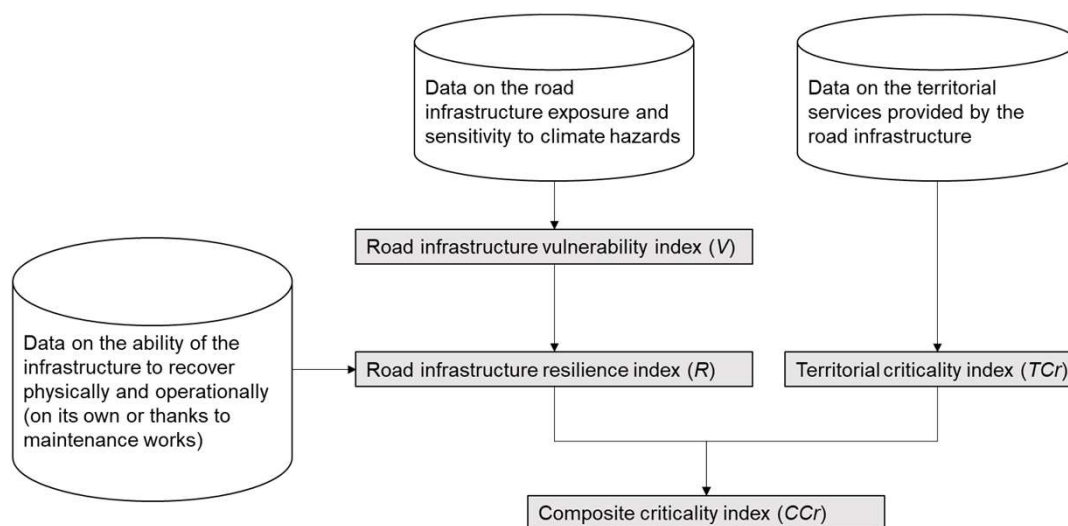 Data on the road
infrastructure exposure and
sensitivity to climate hazards
Data on the territorial
services provided by the
road infrastructure
Road infrastructure vulnerability index (V)
Data on the ability of the
infrastructure to recover
physically and operationally
(on its own or thanks to
maintenance works)
Road infrastructure resilience index (R)
Territorial criticality index (TCr)
Composite criticality index (CCr)